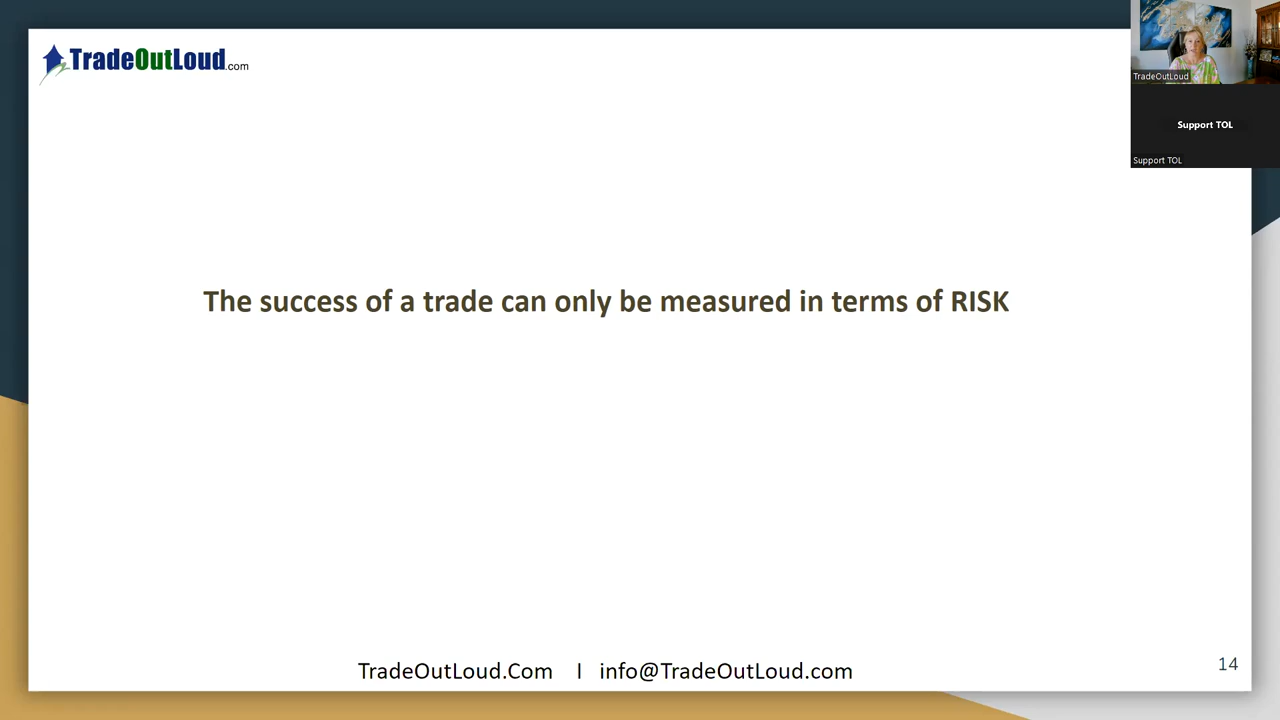 TradeOutLoud.com
TradeOutLoud
Support TOL
Support TOL
The success of a trade can only be measured in terms of RISK
TradeOutLoud.Com I info@TradeOutLoud.com
14